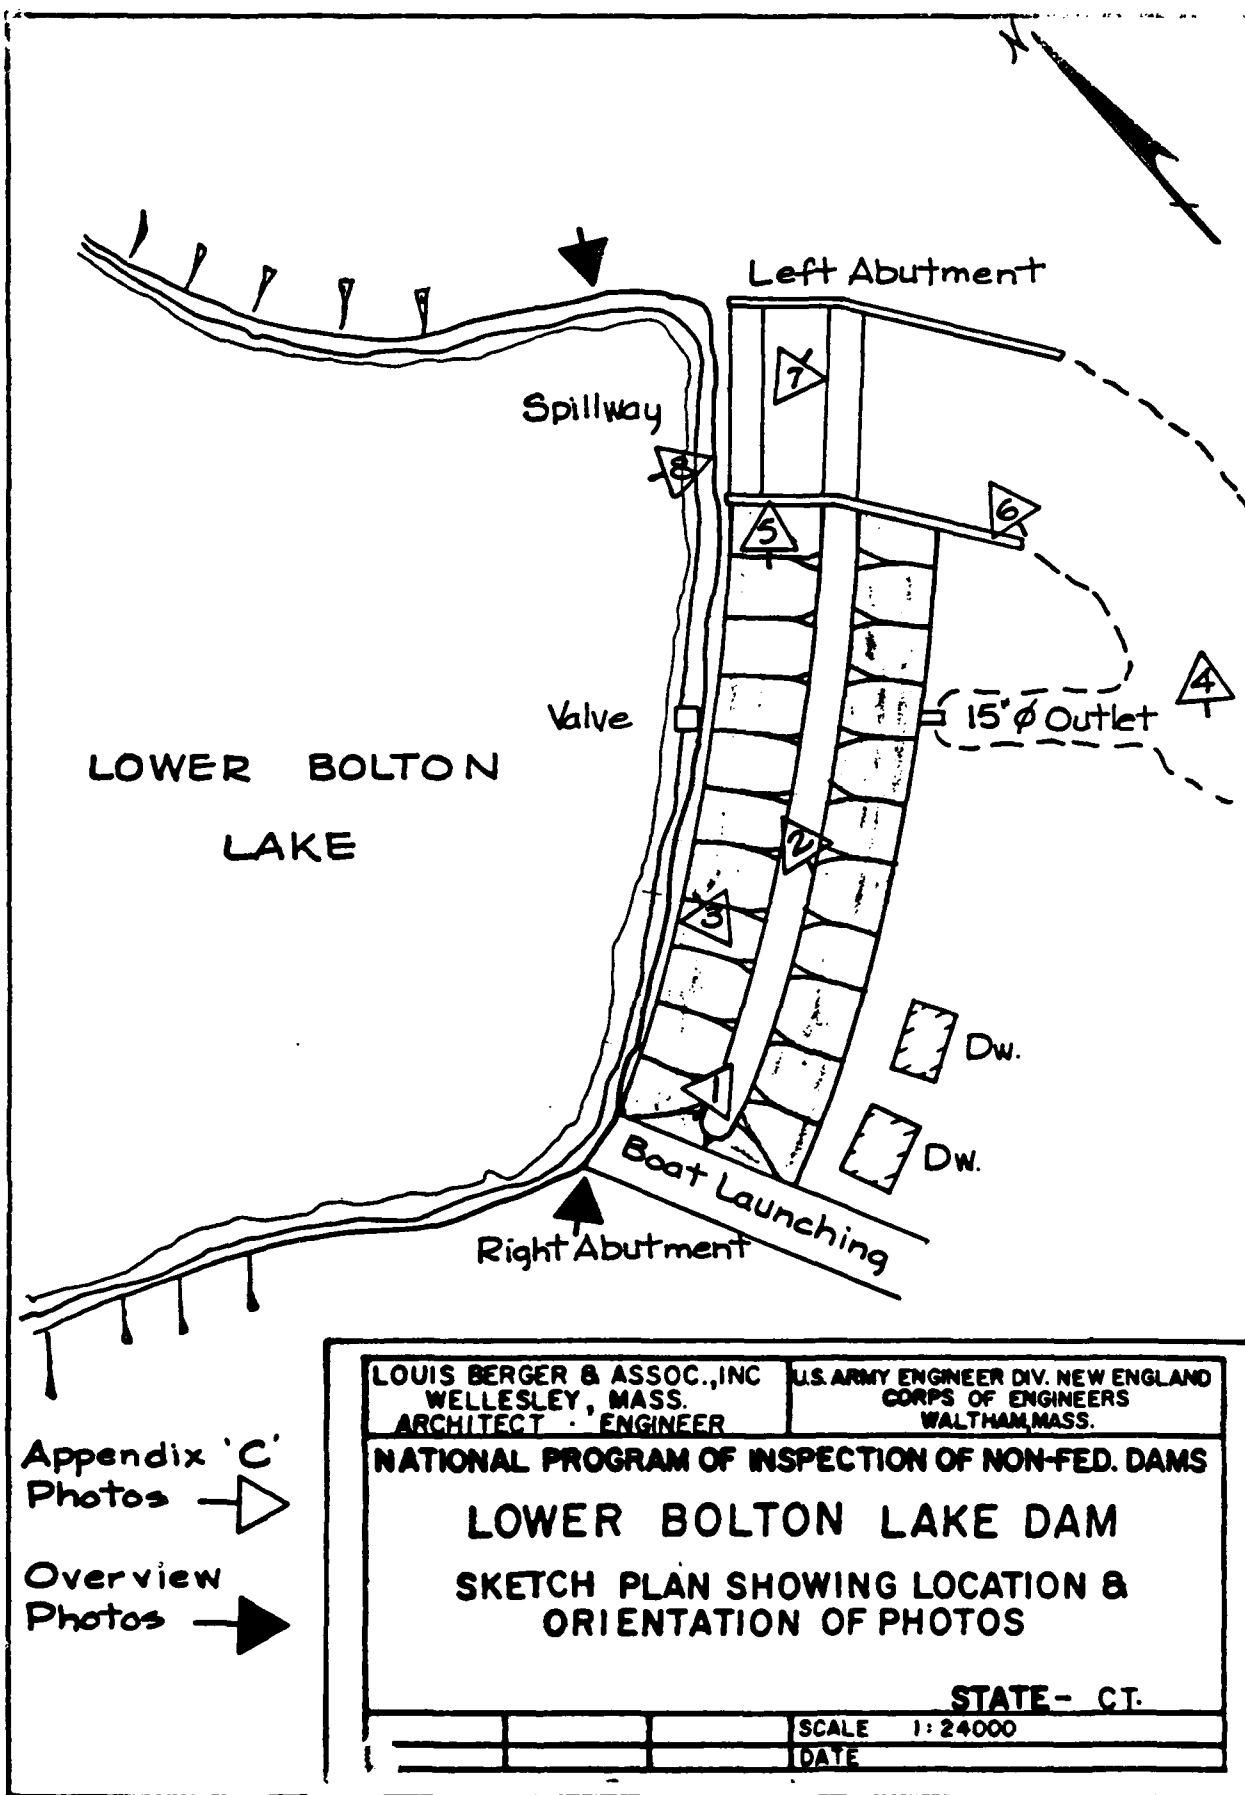 N
Left Abutment
7
Spillway
8
6
5
4
Valve
15"ϕ Outlet
LOWER BOLTON
LAKE
2
3
Dw.
1
Dw.
Boat Launching
Right Abutment
Appendix 'C'
Photos
Overview
Photos
LOUIS BERGER & ASSOC., INC
WELLESLEY, MASS.
ARCHITECT · ENGINEER
U.S. ARMY ENGINEER DIV. NEW ENGLAND
CORPS OF ENGINEERS
WALTHAM, MASS.
NATIONAL PROGRAM OF INSPECTION OF NON-FED. DAMS
LOWER BOLTON LAKE DAM
SKETCH PLAN SHOWING LOCATION &
ORIENTATION OF PHOTOS
STATE- CT.
SCALE 1:24000
DATE